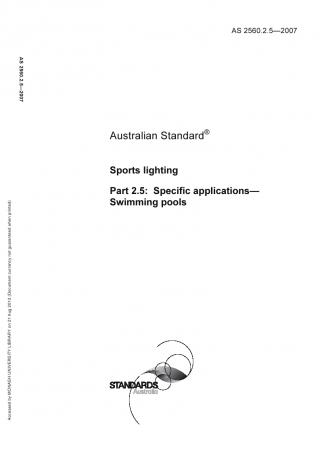 AS 2560.2.5—2007
AS 2560.2.5—2007
Australian Standard®
Sports lighting
Part 2.5: Specific applications—
Swimming pools
Accessed by MONASH UNIVERSITY LIBRARY on 21 Aug 2010 (Document currency not guaranteed when printed)
STANDARDS
Australia